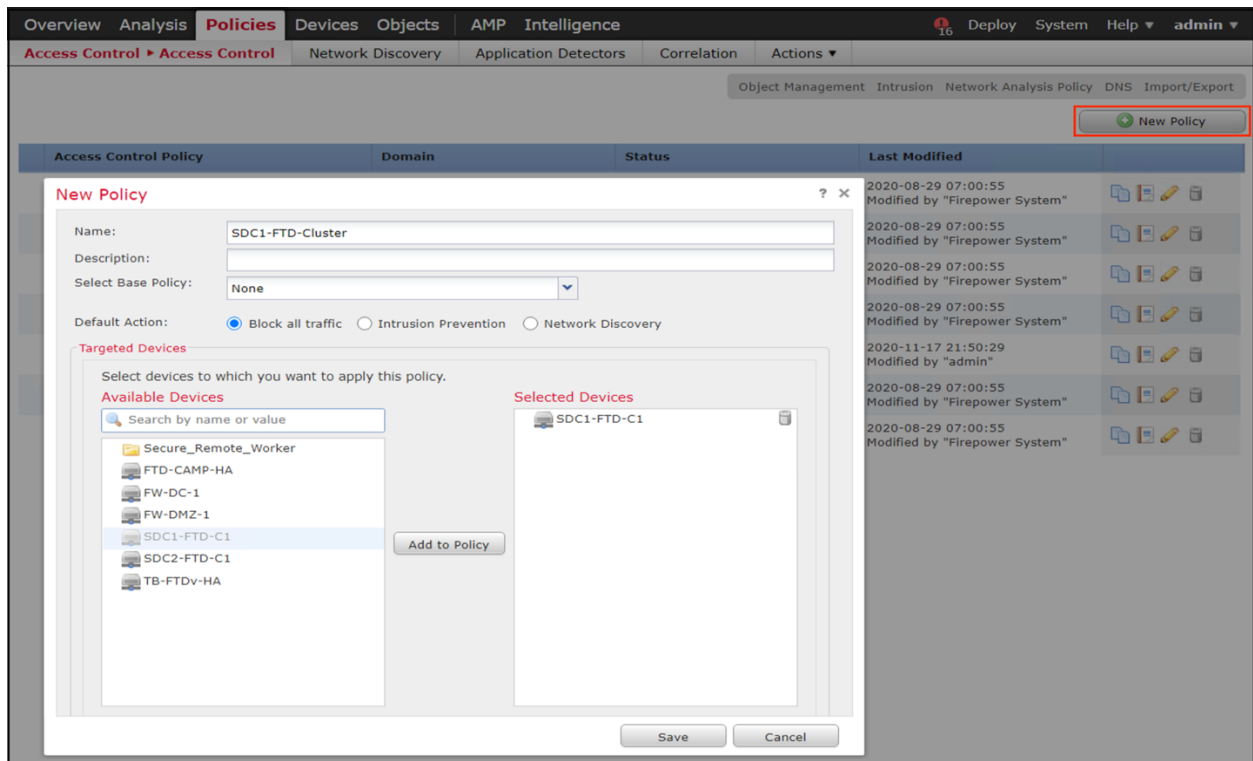 Overview Analysis Policies Devices Objects AMP Intelligence 16 Deploy System Help ▾ admin ▾
Access Control ▸ Access Control Network Discovery Application Detectors Correlation Actions ▾
Object Management Intrusion Network Analysis Policy DNS Import/Export
New Policy
Access Control Policy Domain Status Last Modified
New Policy ? ×
Name: SDC1-FTD-Cluster
Description:
Select Base Policy: None
Default Action: Block all traffic Intrusion Prevention Network Discovery
Targeted Devices
Select devices to which you want to apply this policy.
Available Devices
Search by name or value
Secure_Remote_Worker
FTD-CAMP-HA
FW-DC-1
FW-DMZ-1
SDC1-FTD-C1
SDC2-FTD-C1
TB-FTDv-HA
Add to Policy
Selected Devices
SDC1-FTD-C1
Save Cancel
2020-08-29 07:00:55
Modified by "Firepower System"
2020-08-29 07:00:55
Modified by "Firepower System"
2020-08-29 07:00:55
Modified by "Firepower System"
2020-08-29 07:00:55
Modified by "Firepower System"
2020-11-17 21:50:29
Modified by "admin"
2020-08-29 07:00:55
Modified by "Firepower System"
2020-08-29 07:00:55
Modified by "Firepower System"